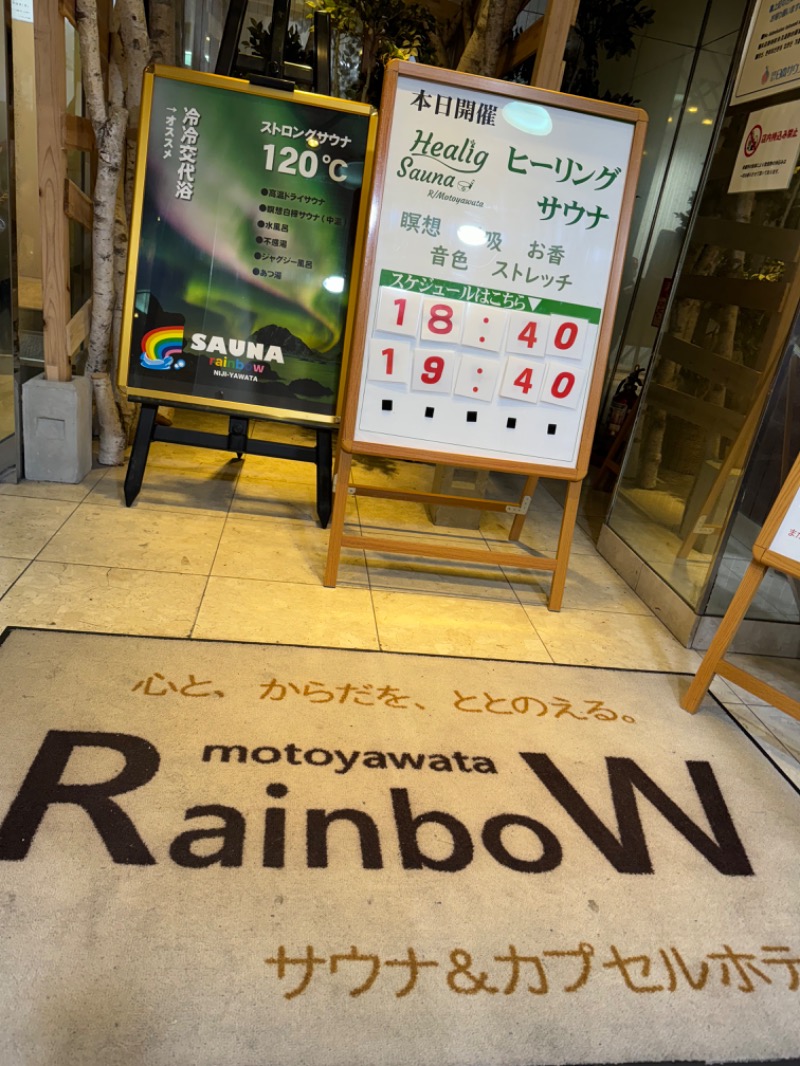 冷冷交代浴
→オススメ
ストロングサウナ
120℃
●高温ドライサウナ
●瞑想白樺サウナ(中温)
●水風呂
●不感湯
●ジャグジー風呂
●あつ湯
SAUNA
rainbow
NIJI-YAWATA
本日開催
Healig
Sauna
R/Motoyawata
ヒーリング
サウナ
瞑想 吸 お香
音色 ストレッチ
スケジュールはこちら▼
18:40
19:40
心と、からだを、ととのえる。
motoyawata
RainboW
サウナ&カプセルホテ